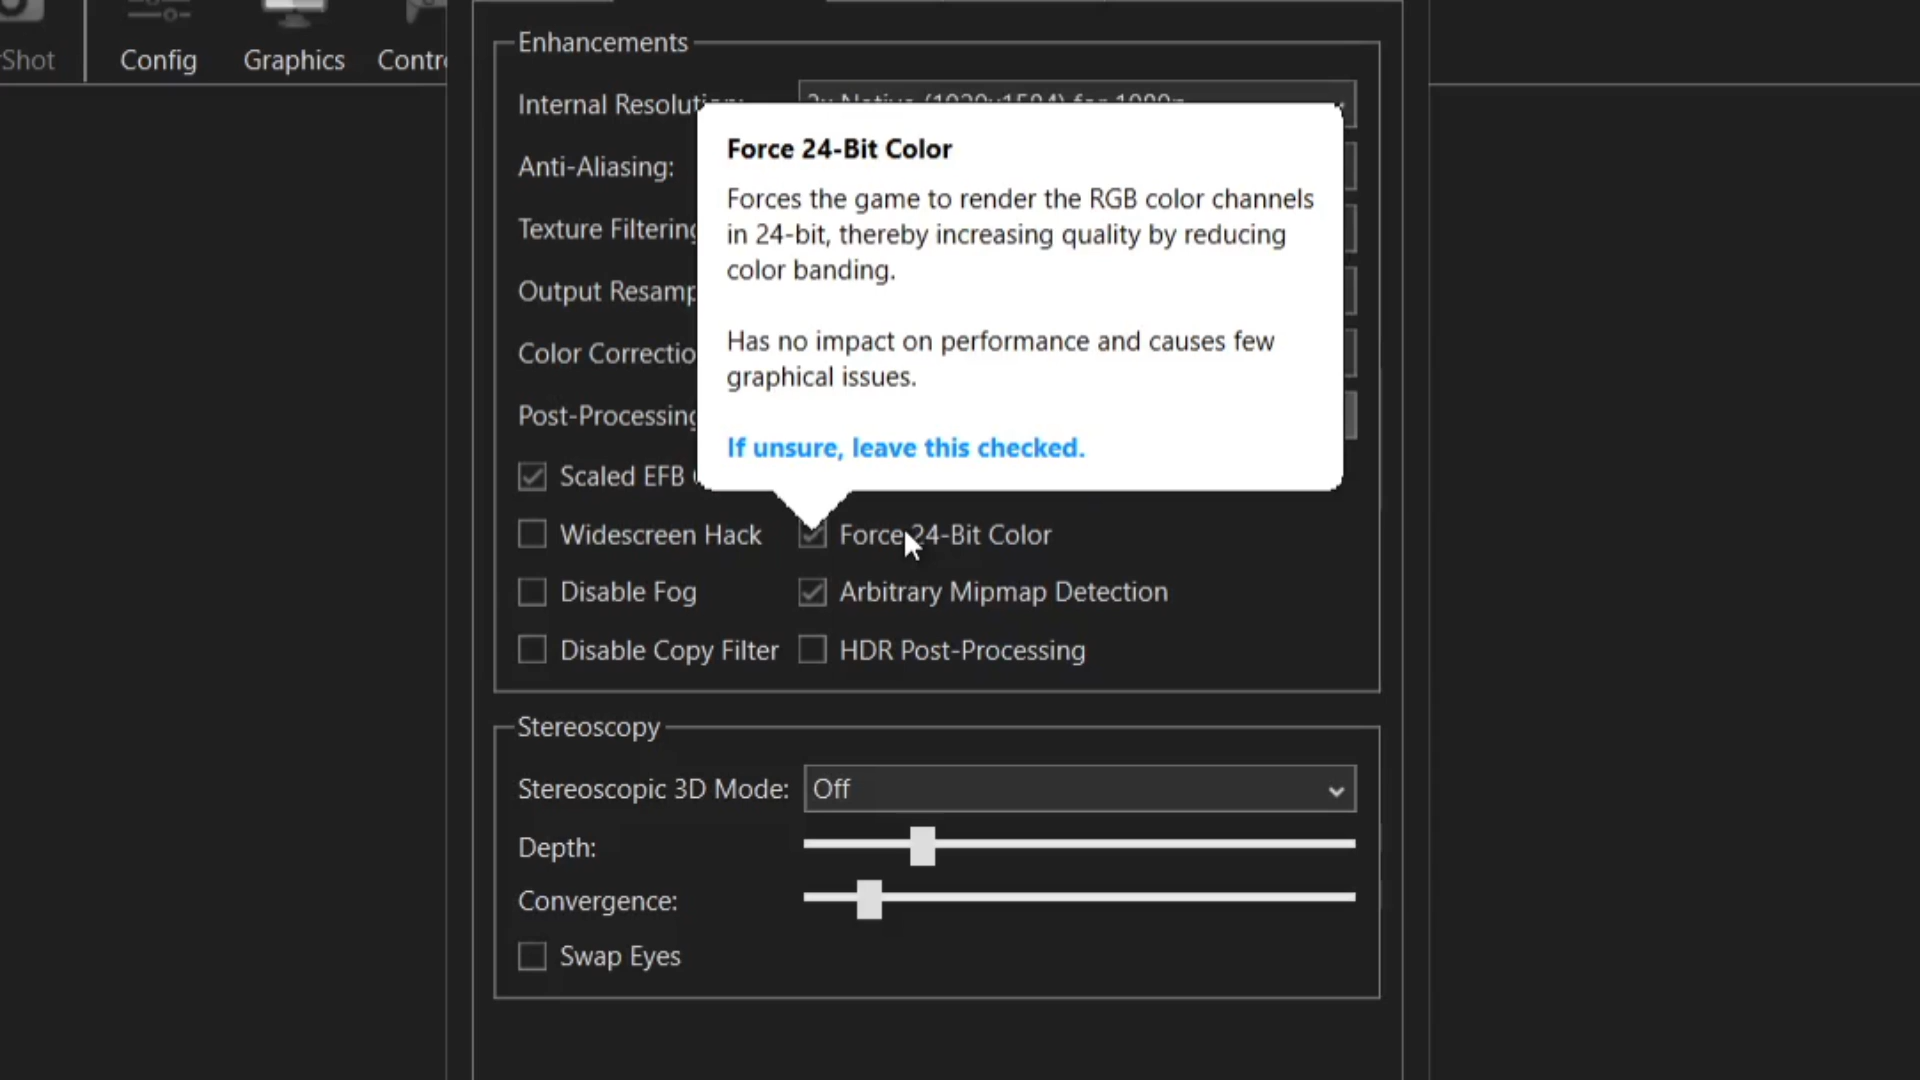 Shot
Config
Graphics
Contr
Enhancements
Internal
Force 24-Bit Color
Forces the game to render the RGB color channels
in 24-bit, thereby increasing quality by reducing
color banding.
Has no impact on performance and causes few
graphical issues.
If unsure, leave this checked.
Anti-Aliasing:
Texture Filtering
Output Resamp
Color Correctio
Post-Processing
Scaled EFB
Widescreen Hack
Force 24-Bit Color
Disable Fog
Arbitrary Mipmap Detection
Disable Copy Filter
HDR Post-Processing
Stereoscopy
Stereoscopic 3D Mode:
Off
Depth:
Convergence:
Swap Eyes